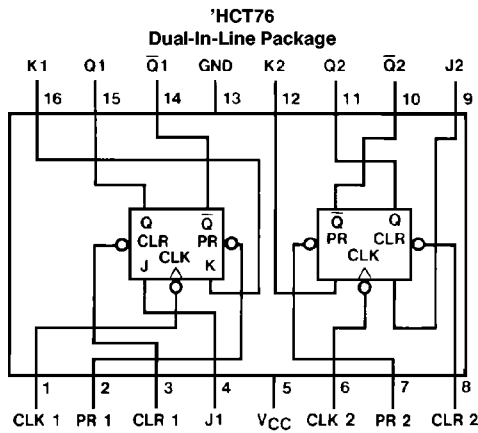 'HCT76
Dual-In-Line Package
K1 Q1 Q̅1 GND K2 Q2 Q̅2 J2
16 15 14 13 12 11 10 9
Q Q̅ Q̅ Q
CLR PR PR CLR
J CLK K CLK
1 2 3 4 5 6 7 8
CLK 1 PR 1 CLR 1 J1 VCC CLK 2 PR 2 CLR 2